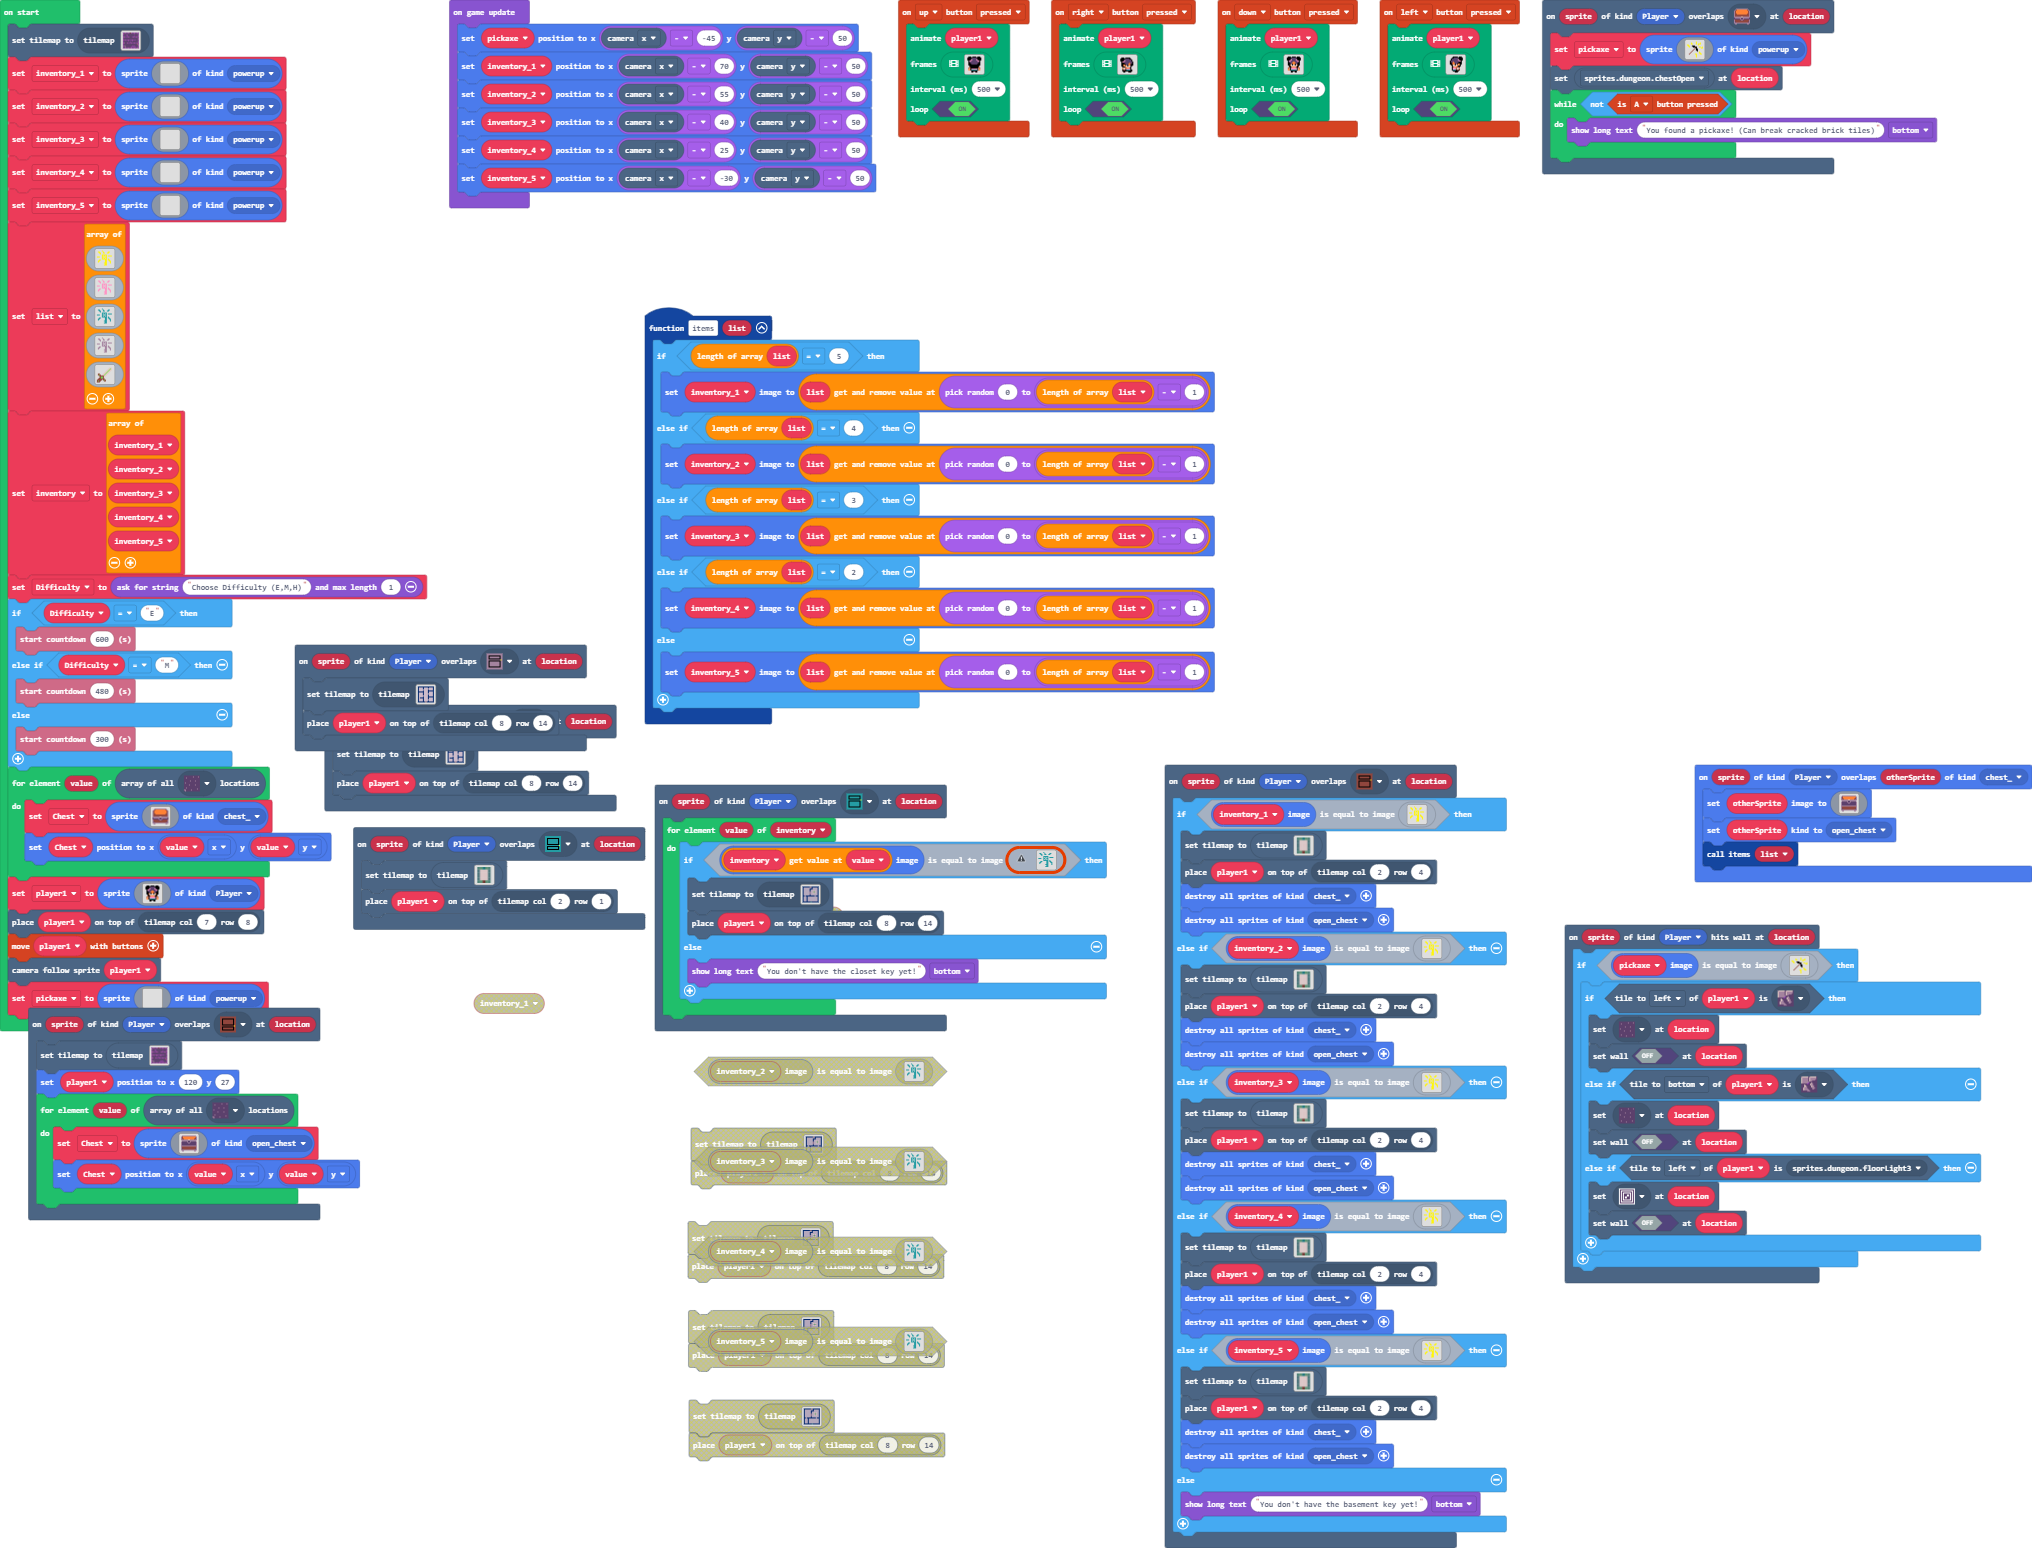 on start
set tilemap to tilemap
set inventory_1 to sprite of kind powerup
set inventory_2 to sprite of kind powerup
set inventory_3 to sprite of kind powerup
set inventory_4 to sprite of kind powerup
set inventory_5 to sprite of kind powerup
array of
set list to
array of
inventory_1
inventory_2
set inventory to inventory_3
inventory_4
inventory_5
set Difficulty to ask for string "Choose Difficulty (E,M,H)" and max length 1
if Difficulty = "E" then
start countdown 600 (s)
else if Difficulty = "M" then
start countdown 480 (s)
else
start countdown 300 (s)
for element value of array of all locations
do
set Chest to sprite of kind chest_
set Chest position to x value x y value y
set player1 to sprite of kind Player
place player1 on top of tilemap col 7 row 8
move player1 with buttons
camera follow sprite player1
set pickaxe to sprite of kind powerup
on sprite of kind Player overlaps at location
set tilemap to tilemap
set player1 position to x 120 y 27
for element value of array of all locations
do
set Chest to sprite of kind open_chest
set Chest position to x value x y value y
on sprite of kind Player overlaps at location
set tilemap to tilemap
place player1 on top of tilemap col 8 row 14
location
set tilemap to tilemap
place player1 on top of tilemap col 8 row 14
on sprite of kind Player overlaps at location
set tilemap to tilemap
place player1 on top of tilemap col 2 row 1
inventory_1
on game update
set pickaxe position to x camera x - -45 y camera y - 50
set inventory_1 position to x camera x - 70 y camera y - 50
set inventory_2 position to x camera x - 55 y camera y - 50
set inventory_3 position to x camera x - 40 y camera y - 50
set inventory_4 position to x camera x - 25 y camera y - 50
set inventory_5 position to x camera x - -30 y camera y - 50
on up button pressed
animate player1
frames
interval (ms) 500
loop ON
on right button pressed
animate player1
frames
interval (ms) 500
loop ON
on down button pressed
animate player1
frames
interval (ms) 500
loop ON
on left button pressed
animate player1
frames
interval (ms) 500
loop ON
on sprite of kind Player overlaps at location
set pickaxe to sprite of kind powerup
set sprites.dungeon.chestOpen at location
while not is A button pressed
do
show long text "You found a pickaxe! (Can break cracked brick tiles)" bottom
function items list
if length of array list = 5 then
set inventory_1 image to list get and remove value at pick random 0 to length of array list - 1
else if length of array list = 4 then
set inventory_2 image to list get and remove value at pick random 0 to length of array list - 1
else if length of array list = 3 then
set inventory_3 image to list get and remove value at pick random 0 to length of array list - 1
else if length of array list = 2 then
set inventory_4 image to list get and remove value at pick random 0 to length of array list - 1
else
set inventory_5 image to list get and remove value at pick random 0 to length of array list - 1
on sprite of kind Player overlaps at location
for element value of inventory
do
if inventory get value at value image is equal to image then
set tilemap to tilemap
place player1 on top of tilemap col 8 row 14
else
show long text "You don't have the closet key yet!" bottom
inventory_2 image is equal to image
set tilemap to tilemap
inventory_3 image is equal to image
inventory_4 image is equal to image
place player1 on top of tilemap col 8 row 14
inventory_5 image is equal to image
set tilemap to tilemap
place player1 on top of tilemap col 8 row 14
on sprite of kind Player overlaps at location
if inventory_1 image is equal to image then
set tilemap to tilemap
place player1 on top of tilemap col 2 row 4
destroy all sprites of kind chest_
destroy all sprites of kind open_chest
else if inventory_2 image is equal to image then
set tilemap to tilemap
place player1 on top of tilemap col 2 row 4
destroy all sprites of kind chest_
destroy all sprites of kind open_chest
else if inventory_3 image is equal to image then
set tilemap to tilemap
place player1 on top of tilemap col 2 row 4
destroy all sprites of kind chest_
destroy all sprites of kind open_chest
else if inventory_4 image is equal to image then
set tilemap to tilemap
place player1 on top of tilemap col 2 row 4
destroy all sprites of kind chest_
destroy all sprites of kind open_chest
else if inventory_5 image is equal to image then
set tilemap to tilemap
place player1 on top of tilemap col 2 row 4
destroy all sprites of kind chest_
destroy all sprites of kind open_chest
else
show long text "You don't have the basement key yet!" bottom
on sprite of kind Player overlaps otherSprite of kind chest_
set otherSprite image to
set otherSprite kind to open_chest
call items list
on sprite of kind Player hits wall at location
if pickaxe image is equal to image then
if tile to left of player1 is then
set at location
set wall OFF at location
else if tile to bottom of player1 is then
set at location
set wall OFF at location
else if tile to left of player1 is sprites.dungeon.floorLight3 then
set at location
set wall OFF at location